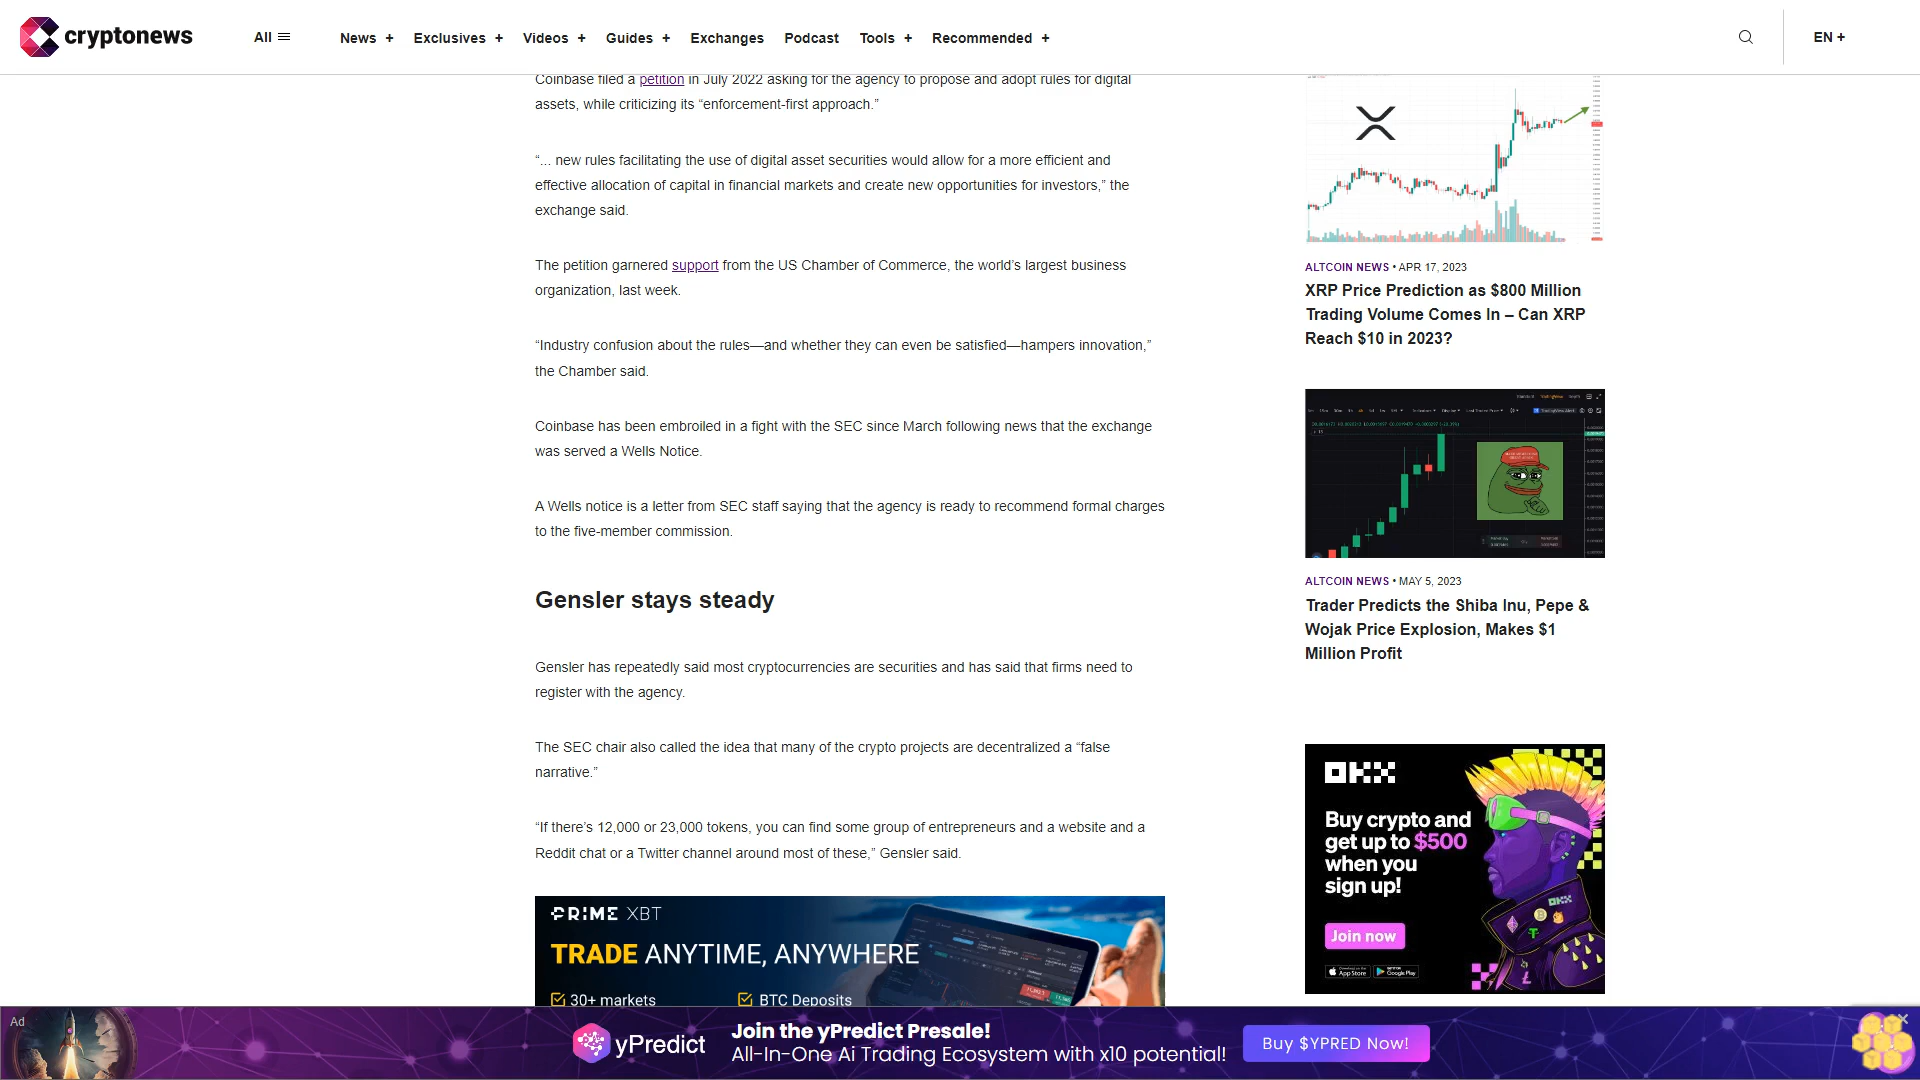 cryptonews
All
News +
Exclusives +
Videos +
Guides +
Exchanges
Podcast
Tools +
Recommended +
EN +
Coinbase filed a petition in July 2022 asking for the agency to propose and adopt rules for digital
assets, while criticizing its “enforcement-first approach.”
“... new rules facilitating the use of digital asset securities would allow for a more efficient and
effective allocation of capital in financial markets and create new opportunities for investors,” the
exchange said.
The petition garnered support from the US Chamber of Commerce, the world’s largest business
organization, last week.
“Industry confusion about the rules—and whether they can even be satisfied—hampers innovation,”
the Chamber said.
Coinbase has been embroiled in a fight with the SEC since March following news that the exchange
was served a Wells Notice.
A Wells notice is a letter from SEC staff saying that the agency is ready to recommend formal charges
to the five-member commission.
Gensler stays steady
Gensler has repeatedly said most cryptocurrencies are securities and has said that firms need to
register with the agency.
The SEC chair also called the idea that many of the crypto projects are decentralized a “false
narrative.”
“If there’s 12,000 or 23,000 tokens, you can find some group of entrepreneurs and a website and a
Reddit chat or a Twitter channel around most of these,” Gensler said.
PRIME XBT
TRADE ANYTIME, ANYWHERE
30+ markets
BTC Deposits
ALTCOIN NEWS • APR 17, 2023
XRP Price Prediction as $800 Million
Trading Volume Comes In – Can XRP
Reach $10 in 2023?
ALTCOIN NEWS • MAY 5, 2023
Trader Predicts the Shiba Inu, Pepe &
Wojak Price Explosion, Makes $1
Million Profit
OKX
Buy crypto and
get up to $500
when you
sign up!
Join now
App Store
Google Play
Ad
yPredict
Join the yPredict Presale!
All-In-One Ai Trading Ecosystem with x10 potential!
Buy $YPRED Now!